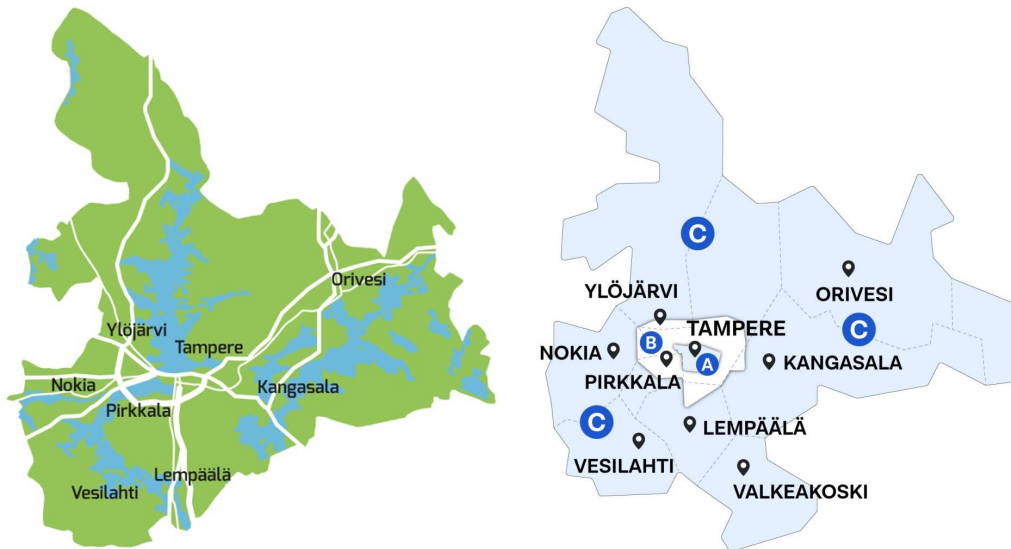 Orivesi
Ylöjärvi
Tampere
Nokia
Kangasala
Pirkkala
Lempäälä
Vesilahti
C
ORIVESI
YLÖJÄRVI
C
TAMPERE
B
NOKIA
A
KANGASALA
PIRKKALA
C
LEMPÄÄLÄ
VESILAHTI
VALKEAKOSKI